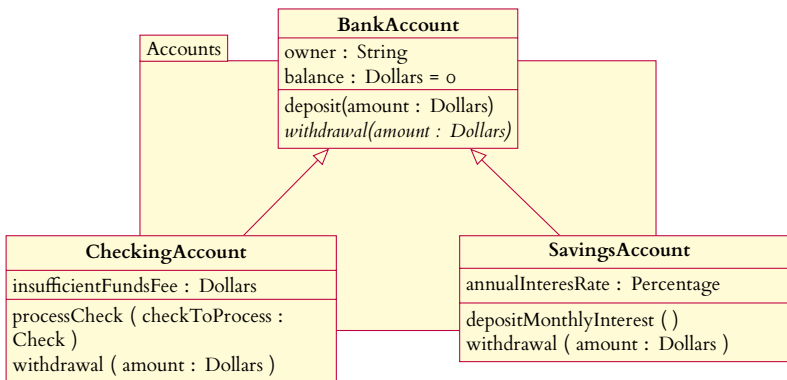 BankAccount
Accounts
owner : String
balance : Dollars = 0
deposit(amount : Dollars)
withdrawal(amount : Dollars)
CheckingAccount
insufficientFundsFee : Dollars
processCheck ( checkToProcess :
Check )
withdrawal ( amount : Dollars )
SavingsAccount
annualInteresRate : Percentage
depositMonthlyInterest ( )
withdrawal ( amount : Dollars )